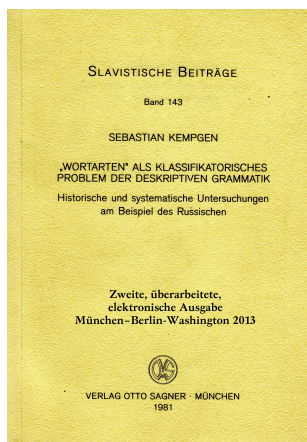 SLAVISTISCHE BEITRÄGE
Band 143
SEBASTIAN KEMPGEN
„WORTARTEN" ALS KLASSIFIKATORISCHES
PROBLEM DER DESKRIPTIVEN GRAMMATIK
Historische und systematische Untersuchungen
am Beispiel des Russischen
Zweite, überarbeitete,
elektronische Ausgabe
München–Berlin-Washington 2013
VERLAG OTTO SAGNER · MÜNCHEN
1981